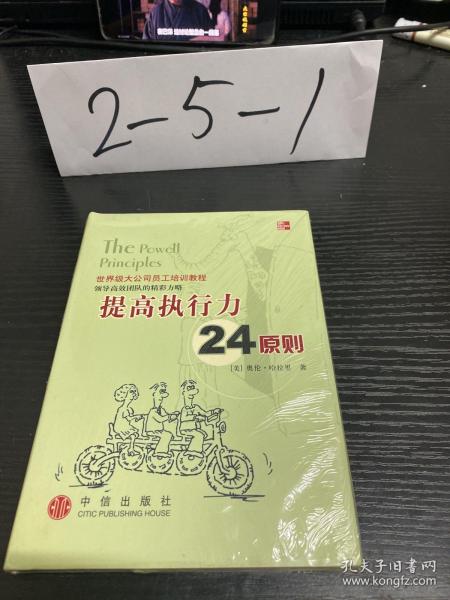 2-5-1
The Powell
Principles
世界级大公司员工培训教程
领导高效团队的精彩方略
提高执行力
24原则
[美] 奥伦·哈拉里 著
CITIC
中信出版社
CITIC PUBLISHING HOUSE
孔夫子旧书网
www.kongfz.com